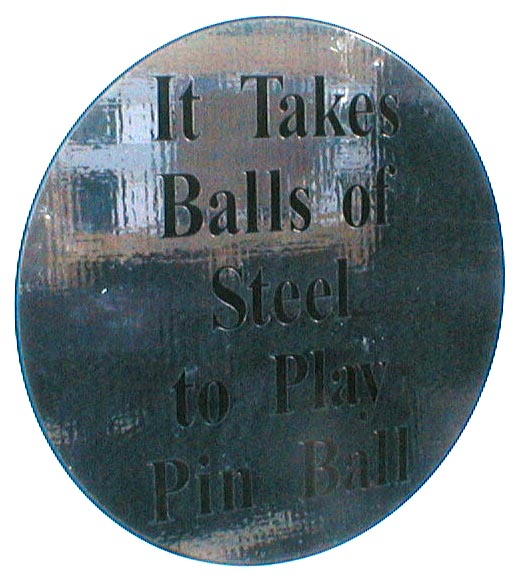 It Takes
Balls of
Steel
to Play
Pin Ball